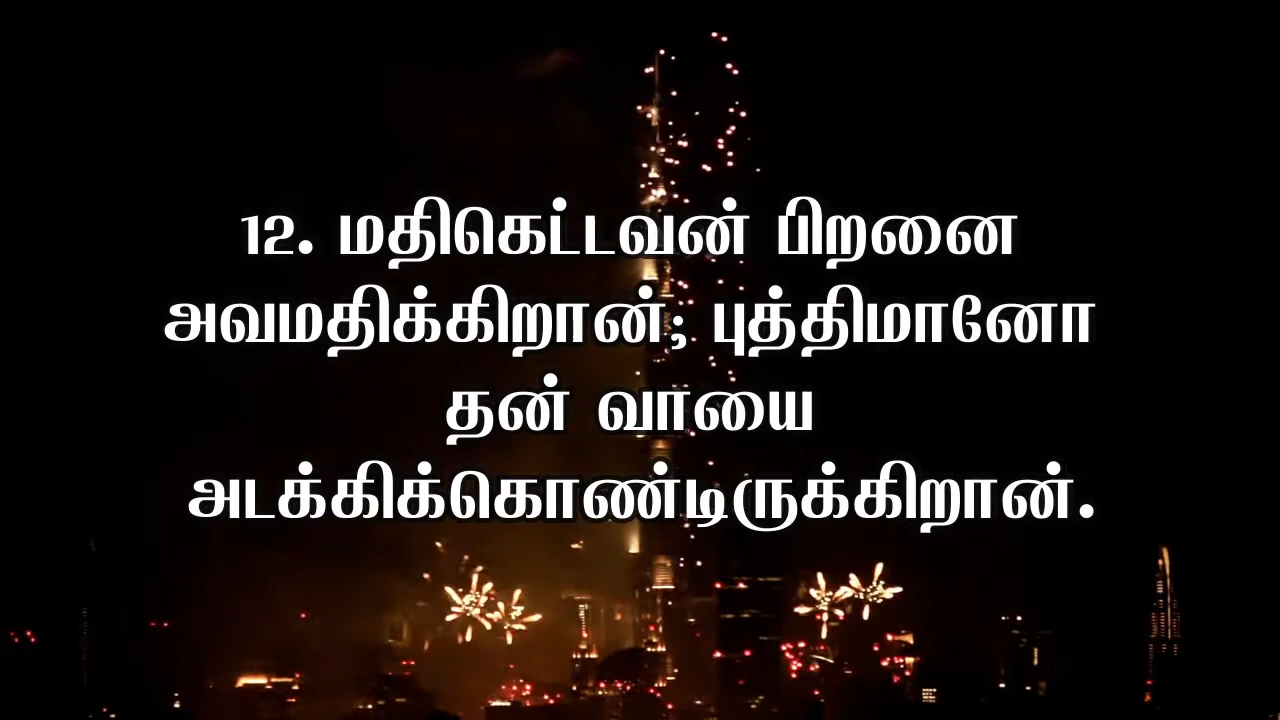 12. மதிகெட்டவன் பிறனை
அவமதிக்கிறான்; புத்திமானோ
தன் வாயை
அடக்கிக்கொண்டிருக்கிறான்.